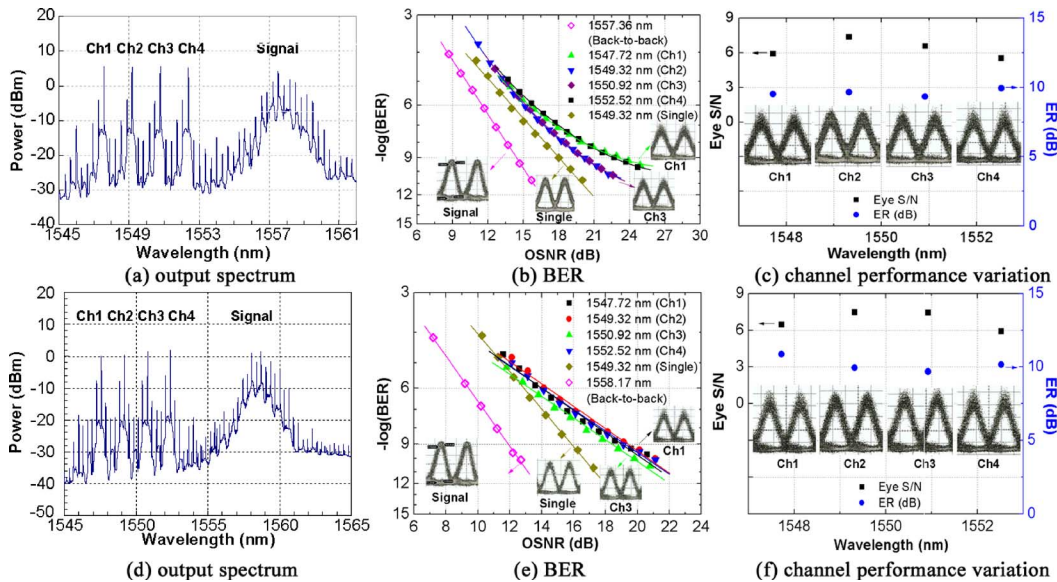 20
10
0
-10
-20
-30
-40
Power (dBm)
Ch1 Ch2 Ch3 Ch4
Signal
1545 1549 1553 1557 1561
Wavelength (nm)
(a) output spectrum
3
6
9
12
15
-log(BER)
1557.36 nm
(Back-to-back)
1547.72 nm (Ch1)
1549.32 nm (Ch2)
1550.92 nm (Ch3)
1552.52 nm (Ch4)
1549.32 nm (Single)
Signal
Single
Ch3
Ch1
6 9 12 15 18 21 24 27 30
OSNR (dB)
(b) BER
9
6
3
0
Eye S/N
15
10
5
0
ER (dB)
Ch1 Ch2 Ch3 Ch4
Eye S/N
ER (dB)
1548 1550 1552
Wavelength (nm)
(c) channel performance variation
20
10
0
-10
-20
-30
-40
-50
Power (dBm)
Ch1 Ch2 Ch3 Ch4
Signal
1545 1550 1555 1560 1565
Wavelength (nm)
(d) output spectrum
3
6
9
12
15
-log(BER)
1547.72 nm (Ch1)
1549.32 nm (Ch2)
1550.92 nm (Ch3)
1552.52 nm (Ch4)
1549.32 nm (Single)
1558.17 nm
(Back-to-back)
Signal
Single
Ch3
Ch1
6 8 10 12 14 16 18 20 22 24
OSNR (dB)
(e) BER
9
6
3
0
Eye S/N
15
10
5
0
ER (dB)
Ch1 Ch2 Ch3 Ch4
Eye S/N
ER (dB)
1548 1550 1552
Wavelength (nm)
(f) channel performance variation